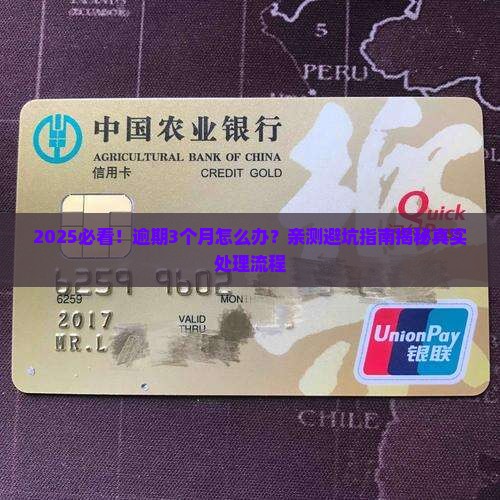 PERU
中国农业银行
AGRICULTURAL BANK OF CHINA
信用卡
CREDIT GOLD
Quick
2025必看！逾期3个月怎么办？亲测避坑指南揭秘真实
处理流程
6259 9602
6259
MON
2017
VALID
THRU
MR.L
UnionPay
银联
CHILE